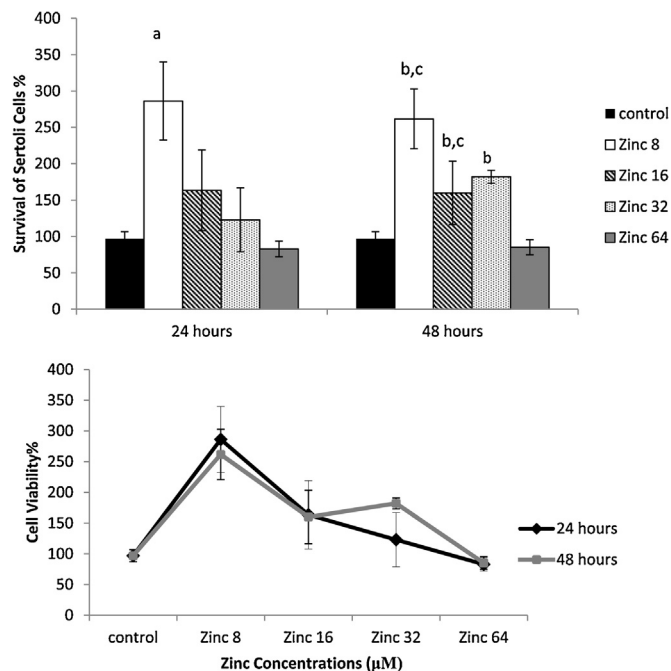 400
350
300
250
200
150
100
50
0
Survival of Sertoli Cells %
a
b,c
b,c
b
24 hours
48 hours
control
Zinc 8
Zinc 16
Zinc 32
Zinc 64
400
350
300
250
200
150
100
50
0
Cell Viability%
control
Zinc 8
Zinc 16
Zinc 32
Zinc 64
Zinc Concentrations (μM)
24 hours
48 hours